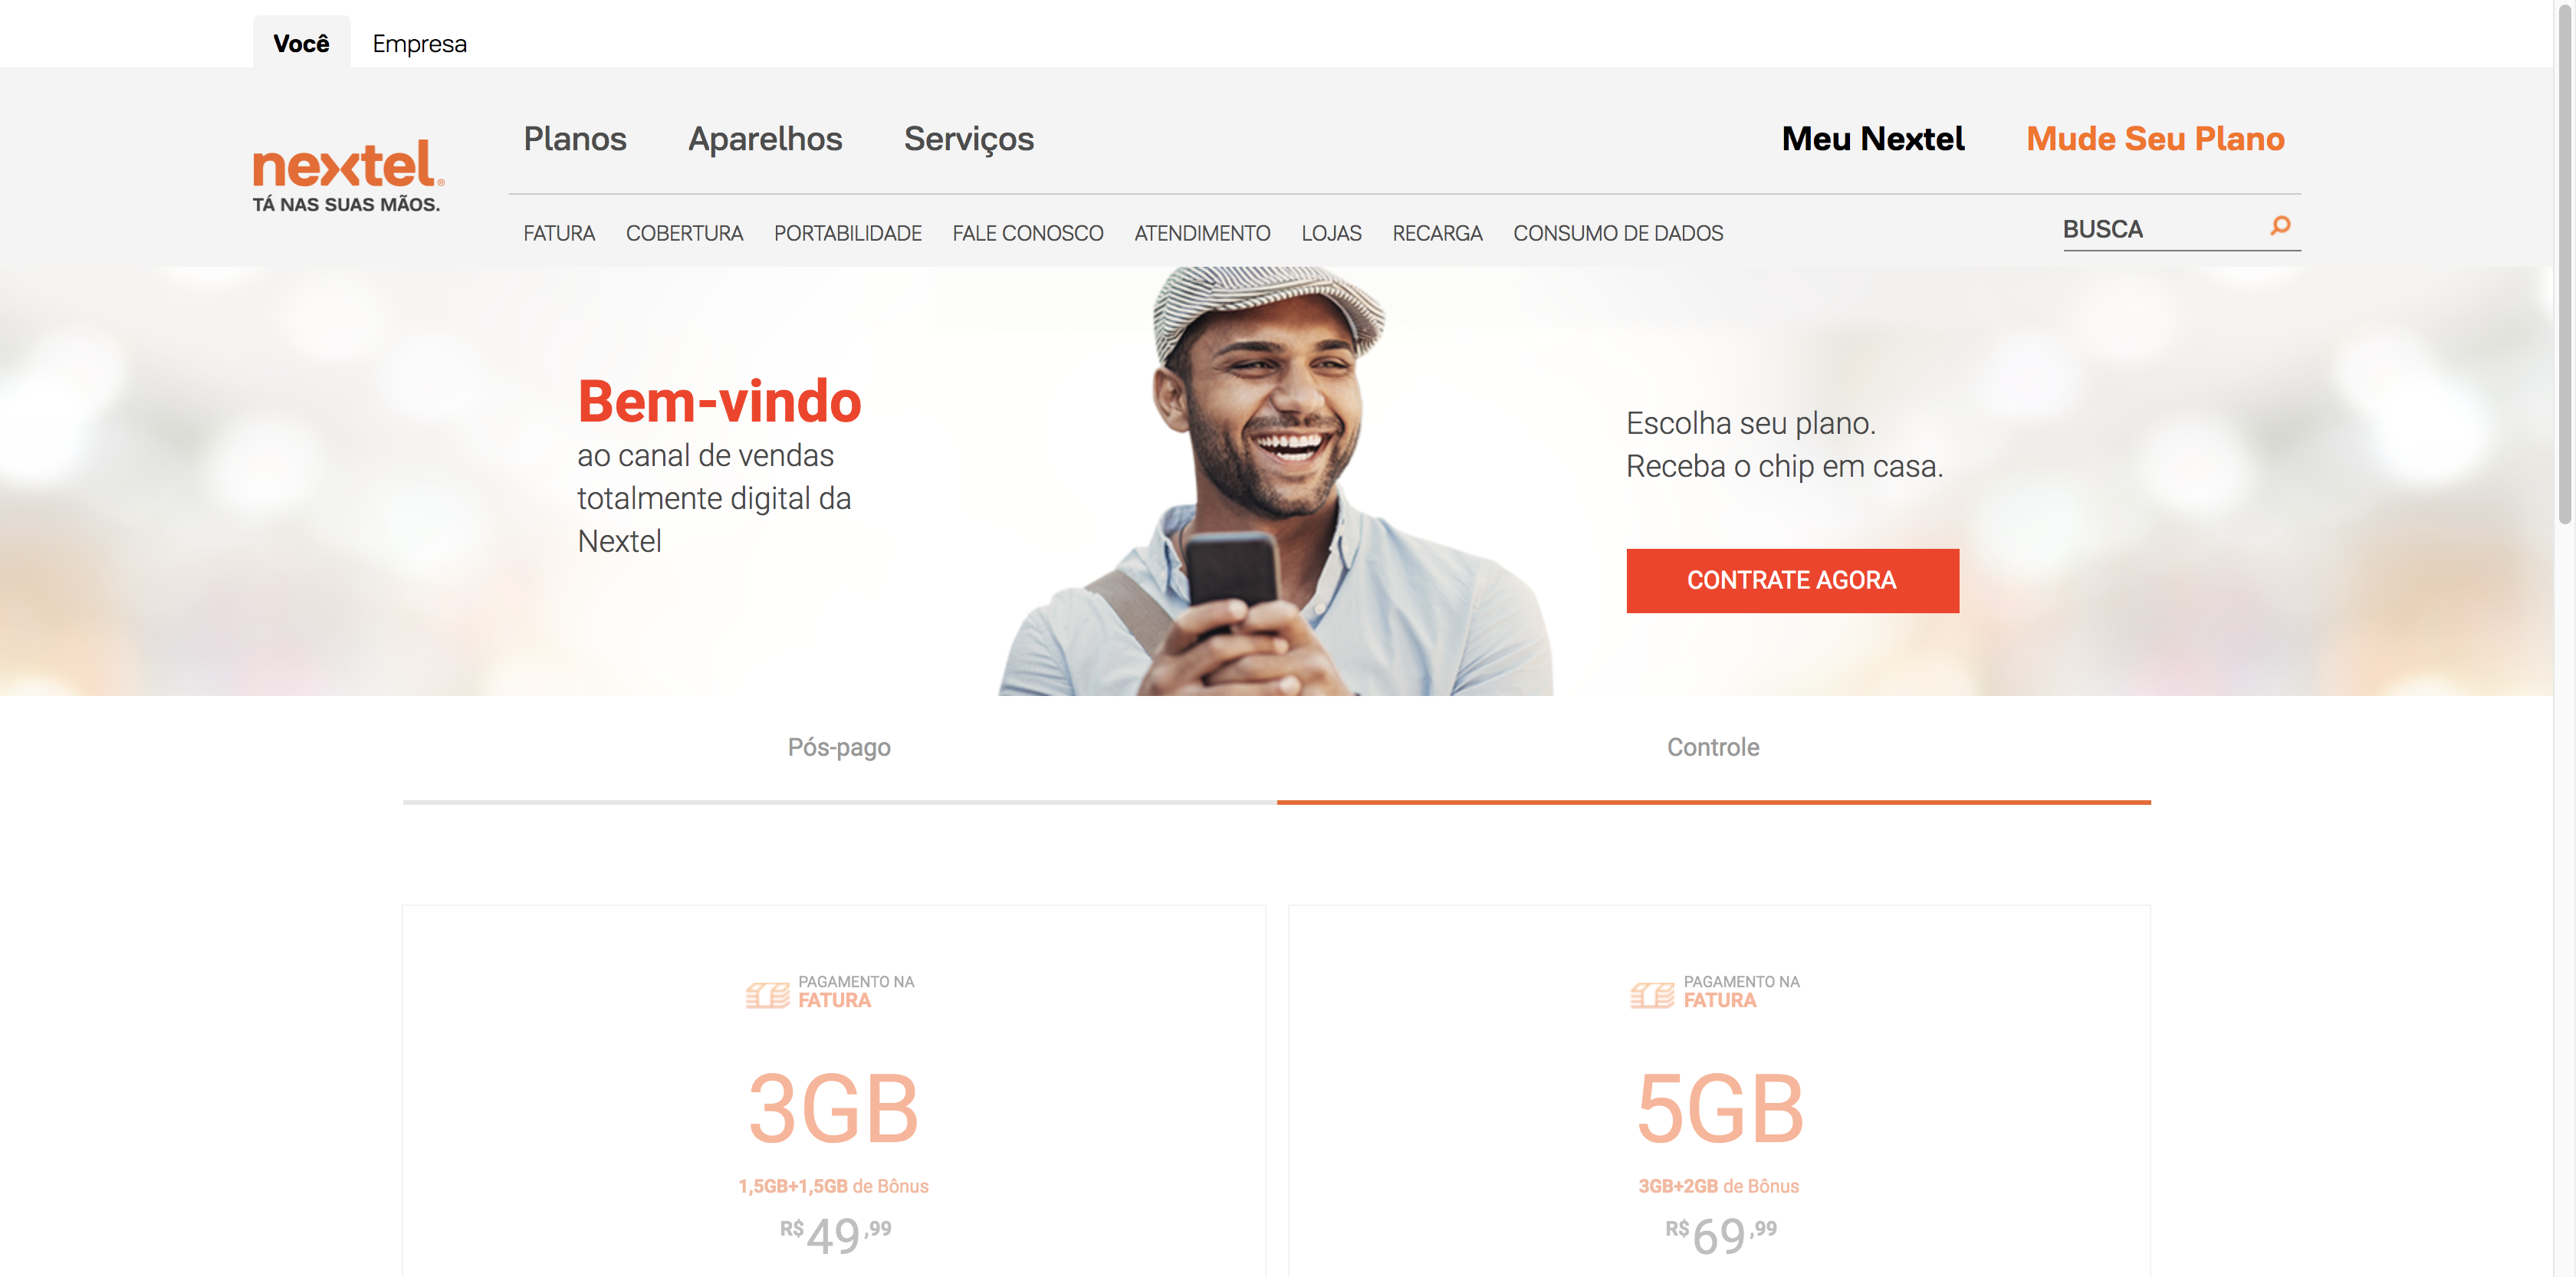 Você Empresa
nextel®
TÁ NAS SUAS MÃOS.
Planos Aparelhos Serviços Meu Nextel Mude Seu Plano
FATURA COBERTURA PORTABILIDADE FALE CONOSCO ATENDIMENTO LOJAS RECARGA CONSUMO DE DADOS BUSCA
Bem-vindo
ao canal de vendas
totalmente digital da
Nextel
Escolha seu plano.
Receba o chip em casa.
CONTRATE AGORA
Pós-pago Controle
PAGAMENTO NA
FATURA
3GB
1,5GB+1,5GB de Bônus
R$49,99
PAGAMENTO NA
FATURA
5GB
3GB+2GB de Bônus
R$69,99